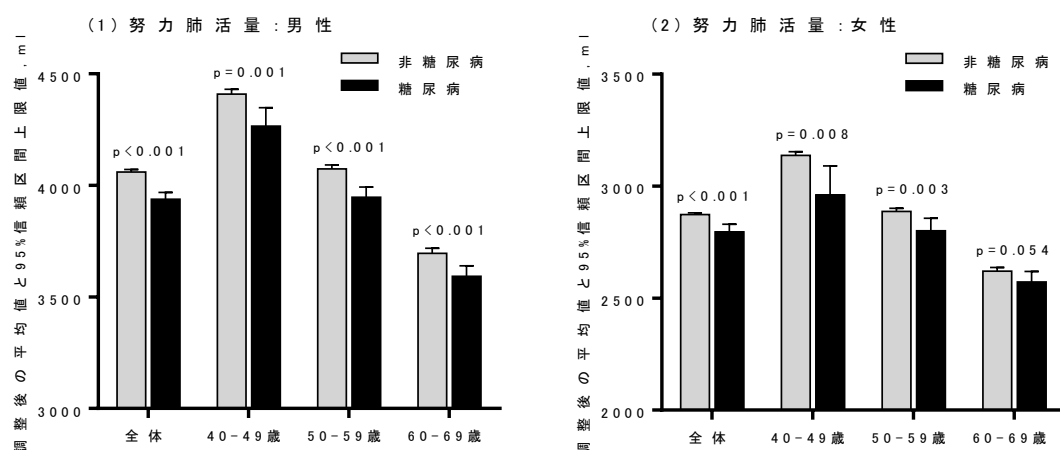 (1)努力肺活量:男性
非糖尿病
糖尿病
調整後の平均値と95%信頼区間上限値, ml
4500
4000
3500
3000
p<0.001
p=0.001
p<0.001
p<0.001
全体
40-49歳
50-59歳
60-69歳
(2)努力肺活量:女性
非糖尿病
糖尿病
調整後の平均値と95%信頼区間上限値, ml
3500
3000
2500
2000
p<0.001
p=0.008
p=0.003
p=0.054
全体
40-49歳
50-59歳
60-69歳